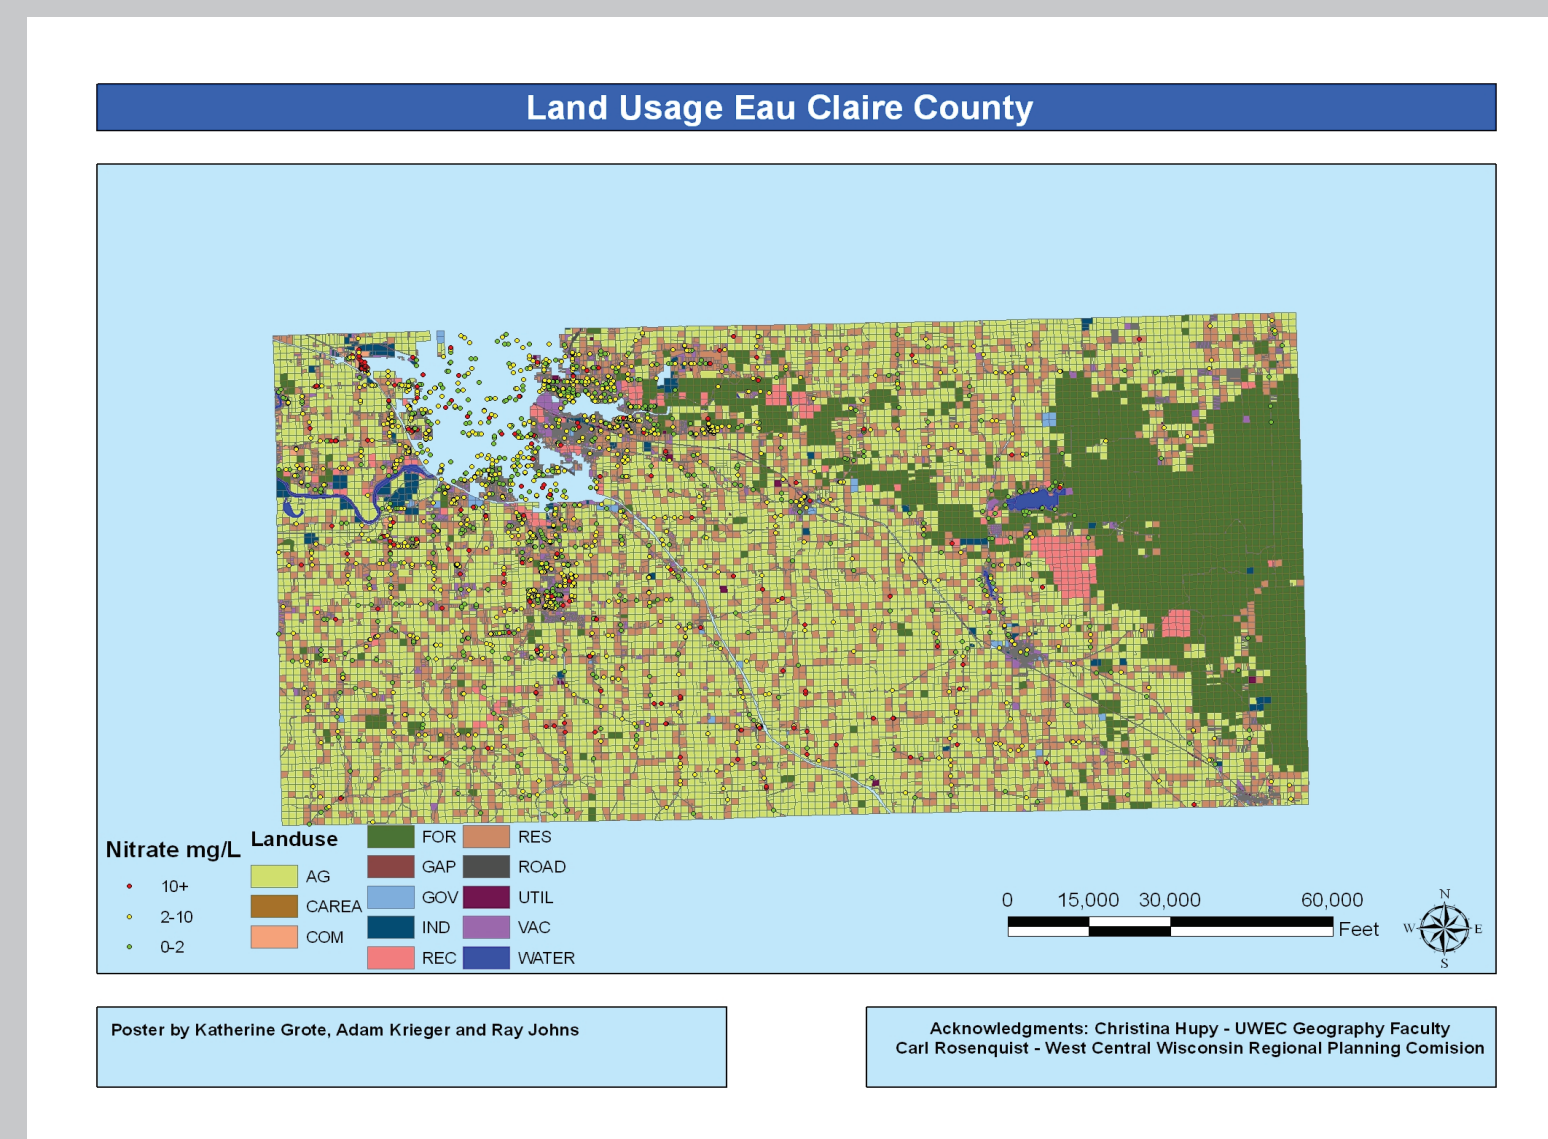 Land Usage Eau Claire County
Nitrate mg/L
10+
2-10
0-2
Landuse
AG
CAREA
COM
FOR
GAP
GOV
IND
REC
RES
ROAD
UTIL
VAC
WATER
0 15,000 30,000 60,000
Feet
N
W E
S
Poster by Katherine Grote, Adam Krieger and Ray Johns
Acknowledgments: Christina Hupy - UWEC Geography Faculty
Carl Rosenquist - West Central Wisconsin Regional Planning Comision